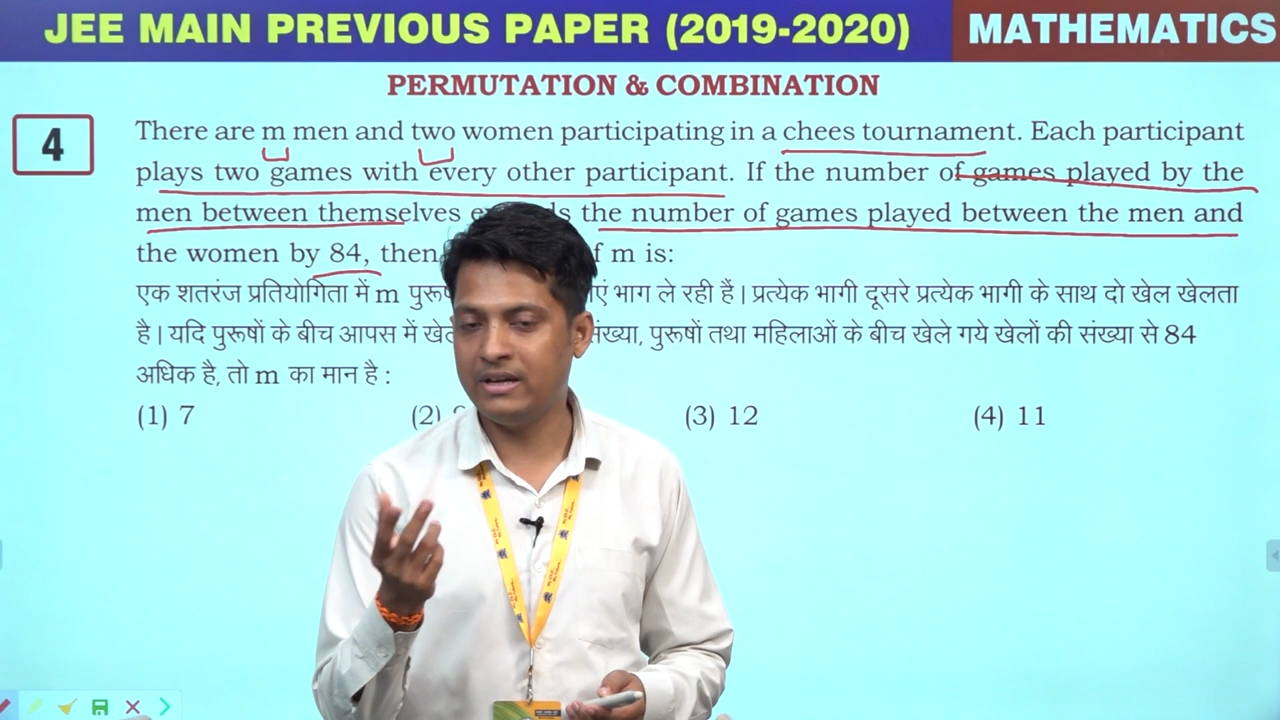 JEE MAIN PREVIOUS PAPER (2019-2020) MATHEMATICS
PERMUTATION & COMBINATION
4
There are m men and two women participating in a chees tournament. Each participant
plays two games with every other participant. If the number of games played by the
men between themselves the number of games played between the men and
the women by 84, then m is:
एक शतरंज प्रतियोगिता में m भाग ले रही हैं। प्रत्येक भागी दूसरे प्रत्येक भागी के साथ दो खेल खेलता
है। यदि पुरूषों के बीच आपस में पुरूषों तथा महिलाओं के बीच खेले गये खेलों की संख्या से 84
अधिक है, तो m का मान है :
(1) 7 (2) (3) 12 (4) 11